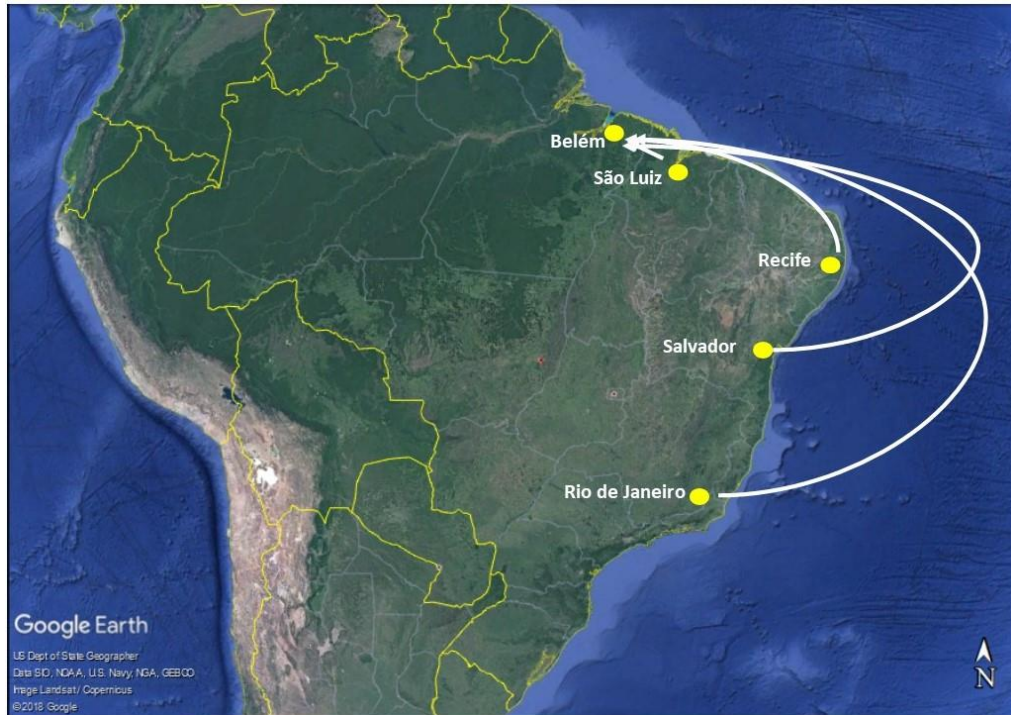 Belém
São Luiz
Recife
Salvador
Rio de Janeiro
Google Earth
US Dept of State Geographer
Data SIO, NOAA, U.S. Navy, NGA, GEBCO
Image Landsat / Copernicus
© 2018 Google
N